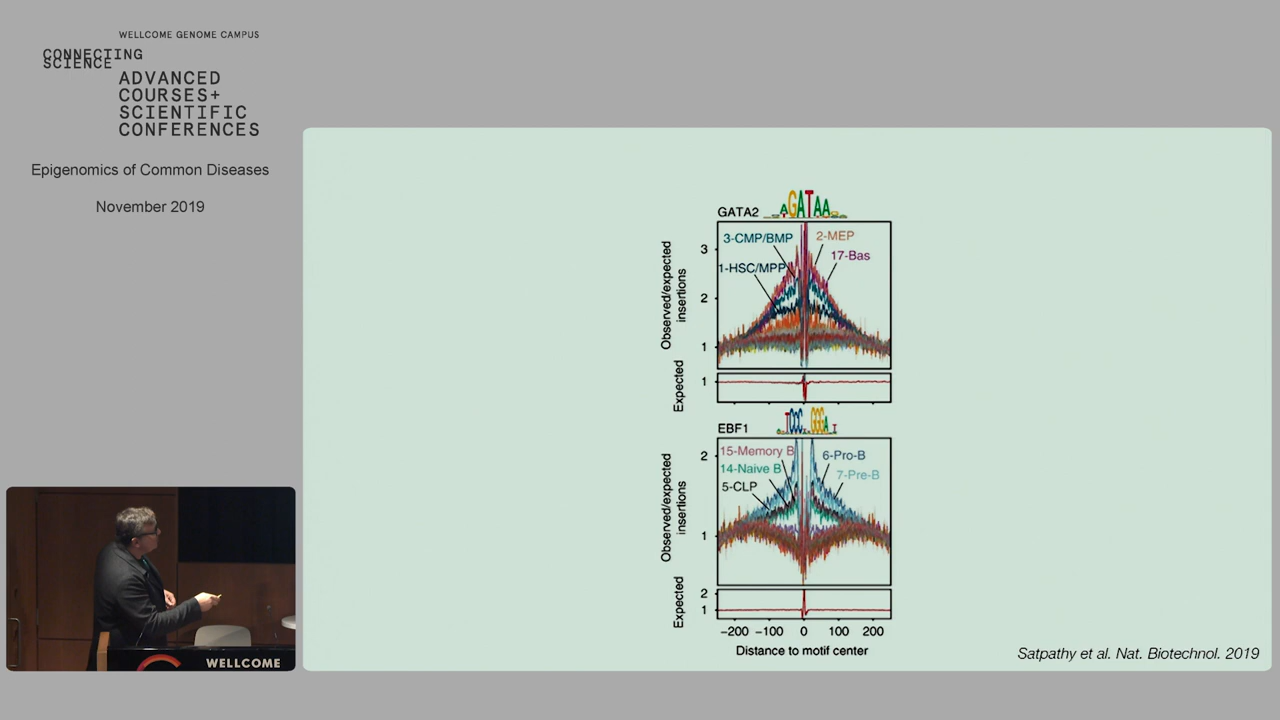 WELLCOME GENOME CAMPUS
CONNECTING
SCIENCE
ADVANCED
COURSES+
SCIENTIFIC
CONFERENCES
Epigenomics of Common Diseases
November 2019
GATA2
GATAA
3-CMP/BMP
2-MEP
17-Bas
1-HSC/MPP
Observed/expected
insertions
3
2
1
Expected
1
EBF1
15-Memory B
14-Naive B
5-CLP
6-Pro-B
7-Pre-B
Observed/expected
insertions
2
1
Expected
2
1
−200 −100 0 100 200
Distance to motif center
Satpathy et al. Nat. Biotechnol. 2019
WELLCOME